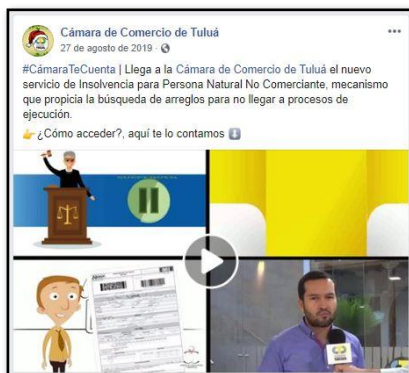 Cámara de Comercio de Tuluá
27 de agosto de 2019 ·
#CámaraTeCuenta | Llega a la Cámara de Comercio de Tuluá el nuevo
servicio de Insolvencia para Persona Natural No Comerciante, mecanismo
que propicia la búsqueda de arreglos para no llegar a procesos de
ejecución.
👉 ¿Cómo acceder?, aquí te lo contamos ⬇️